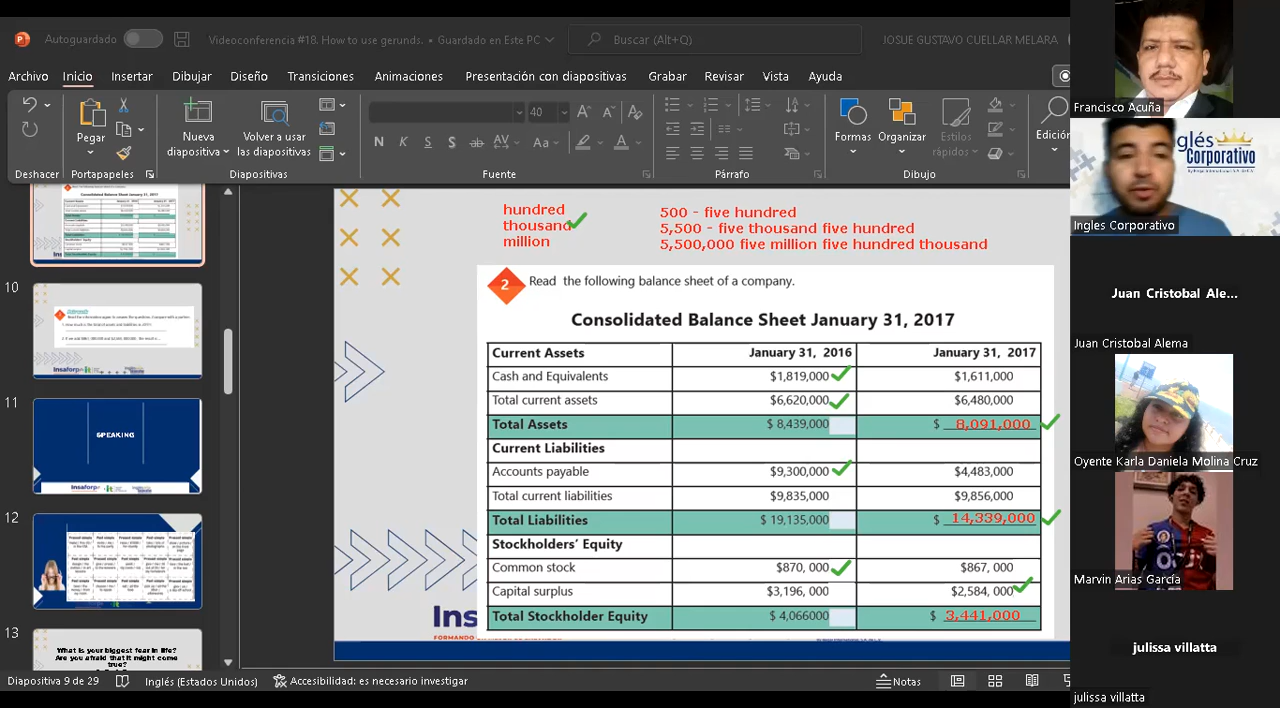 Autoguardado
Videoconferencia #18. How to use gerunds. • Guardado en Este PC
Buscar (Alt+Q)
JOSUE GUSTAVO CUELLAR MELARA
Archivo Inicio Insertar Dibujar Diseño Transiciones Animaciones Presentación con diapositivas Grabar Revisar Vista Ayuda
40
Pegar
Nueva diapositiva
Volver a usar las diapositivas
N K S ab AV Aa A
Formas Organizar Estilos rápidos Edición
Deshacer Portapapeles Diapositivas Fuente Párrafo Dibujo
hundred
thousand
million
500 - five hundred
5,500 - five thousand five hundred
5,500,000 five million five hundred thousand
2 Read the following balance sheet of a company.
Consolidated Balance Sheet January 31, 2017
Current Assets January 31, 2016 January 31, 2017
Cash and Equivalents $1,819,000 $1,611,000
Total current assets $6,620,000 $6,480,000
Total Assets $ 8,439,000 $ 8,091,000
Current Liabilities
Accounts payable $9,300,000 $4,483,000
Total current liabilities $9,835,000 $9,856,000
Total Liabilities $ 19,135,000 $ 14,339,000
Stockholders' Equity
Common stock $870, 000 $867, 000
Capital surplus $3,196, 000 $2,584, 000
Total Stockholder Equity $ 4,066000 $ 3,441,000
Ins
10
11
SPEAKING
Insaforp
12
13
What is your biggest fear in life?
Are you afraid that it might come
true?
Diapositiva 9 de 29 Inglés (Estados Unidos) Accesibilidad: es necesario investigar Notas
Francisco Acuña
glés
Corporativo
Ingles Corporativo
Juan Cristobal Ale...
Juan Cristobal Alema
Oyente Karla Daniela Molina Cruz
Marvin Arias García
julissa villatta
julissa villatta